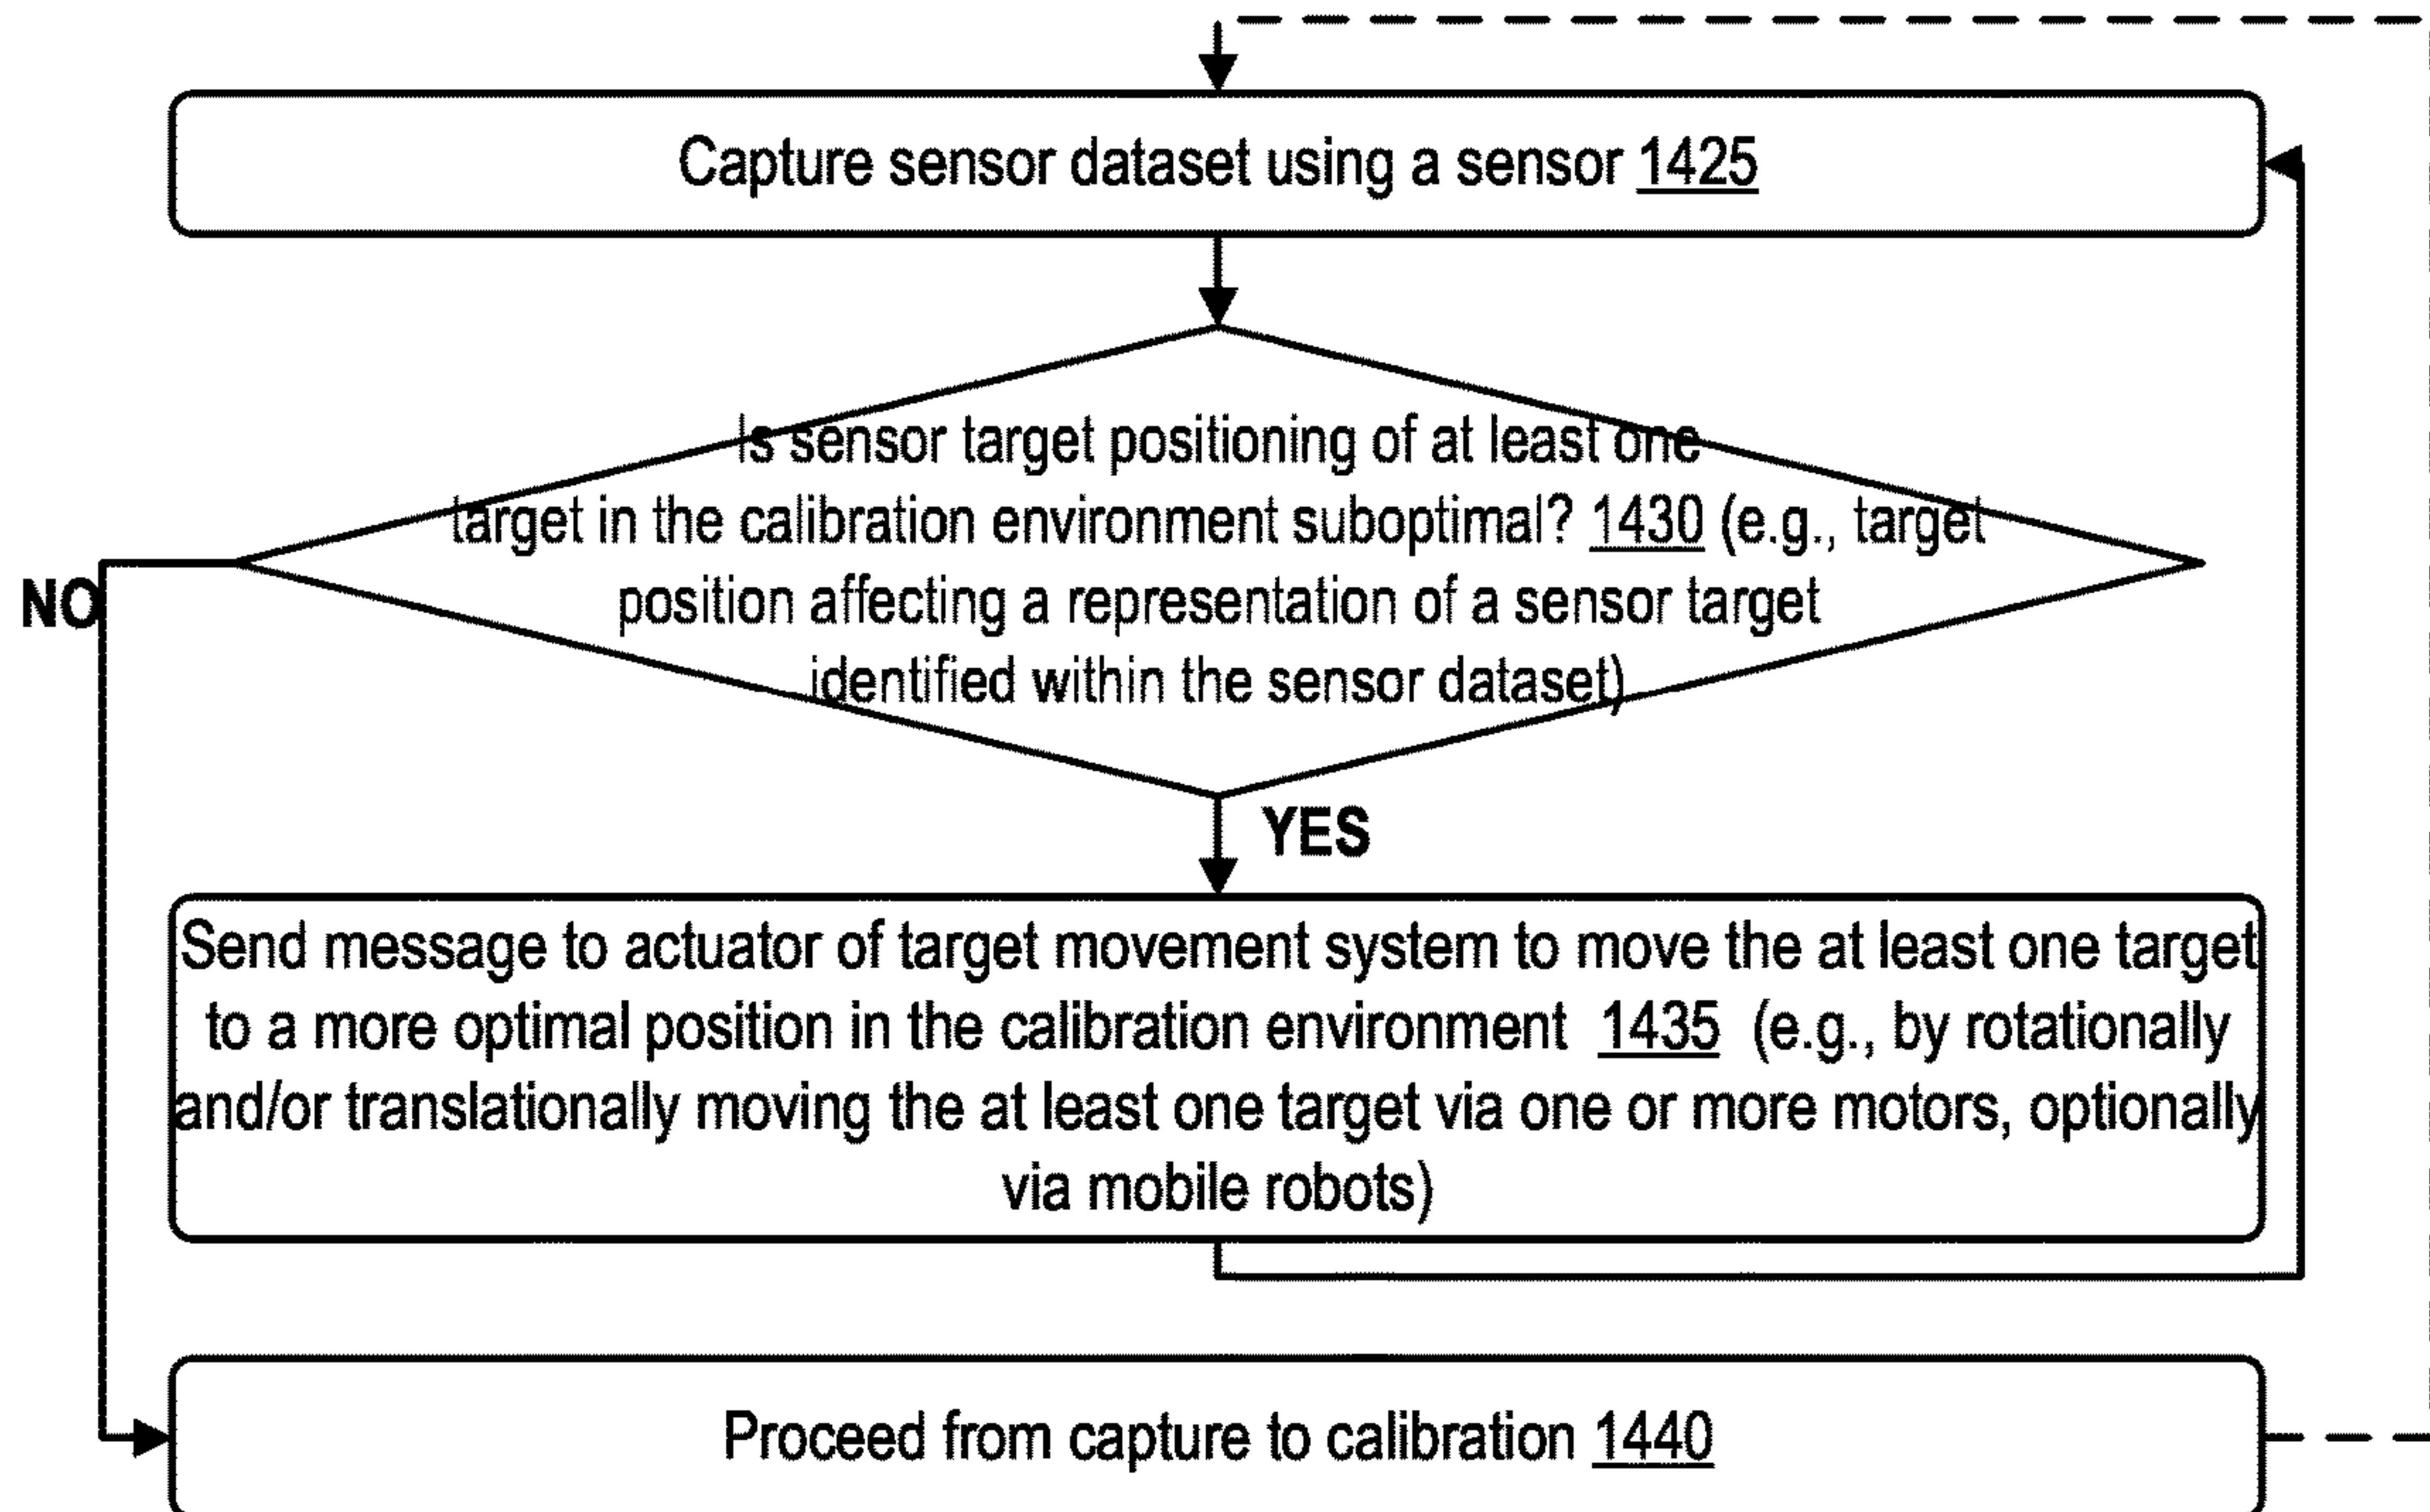 Capture sensor dataset using a sensor 1425
Is sensor target positioning of at least one
target in the calibration environment suboptimal? 1430 (e.g., target
position affecting a representation of a sensor target
identified within the sensor dataset)
NO
YES
Send message to actuator of target movement system to move the at least one target
to a more optimal position in the calibration environment 1435 (e.g., by rotationally
and/or translationally moving the at least one target via one or more motors, optionally
via mobile robots)
Proceed from capture to calibration 1440